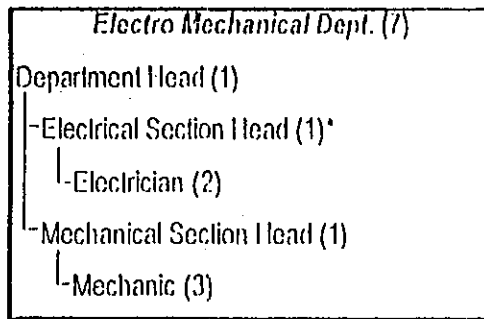 Electro Mechanical Dept. (7)
Department Head (1)
Electrical Section Head (1)*
Electrician (2)
Mechanical Section Head (1)
Mechanic (3)